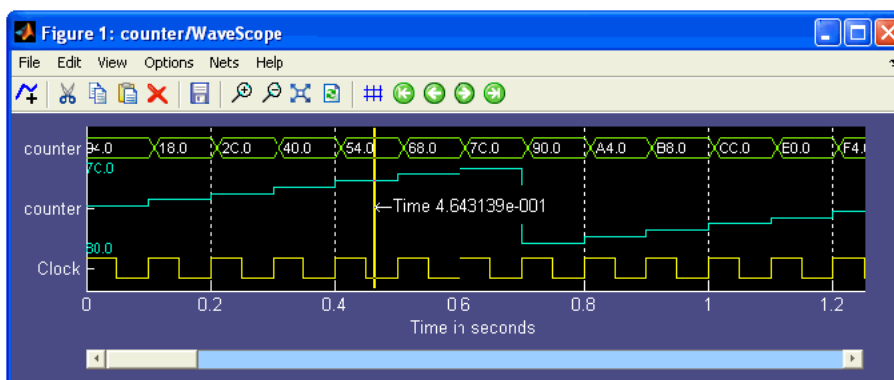 Figure 1: counter/WaveScope
File Edit View Options Nets Help
counter 94.0 18.0 2C.0 40.0 54.0 68.0 7C.0 90.0 A4.0 B8.0 CC.0 E0.0 F4.
7C.0
counter ←Time 4.643139e-001
80.0
Clock
0 0.2 0.4 0.6 0.8 1 1.2
Time in seconds